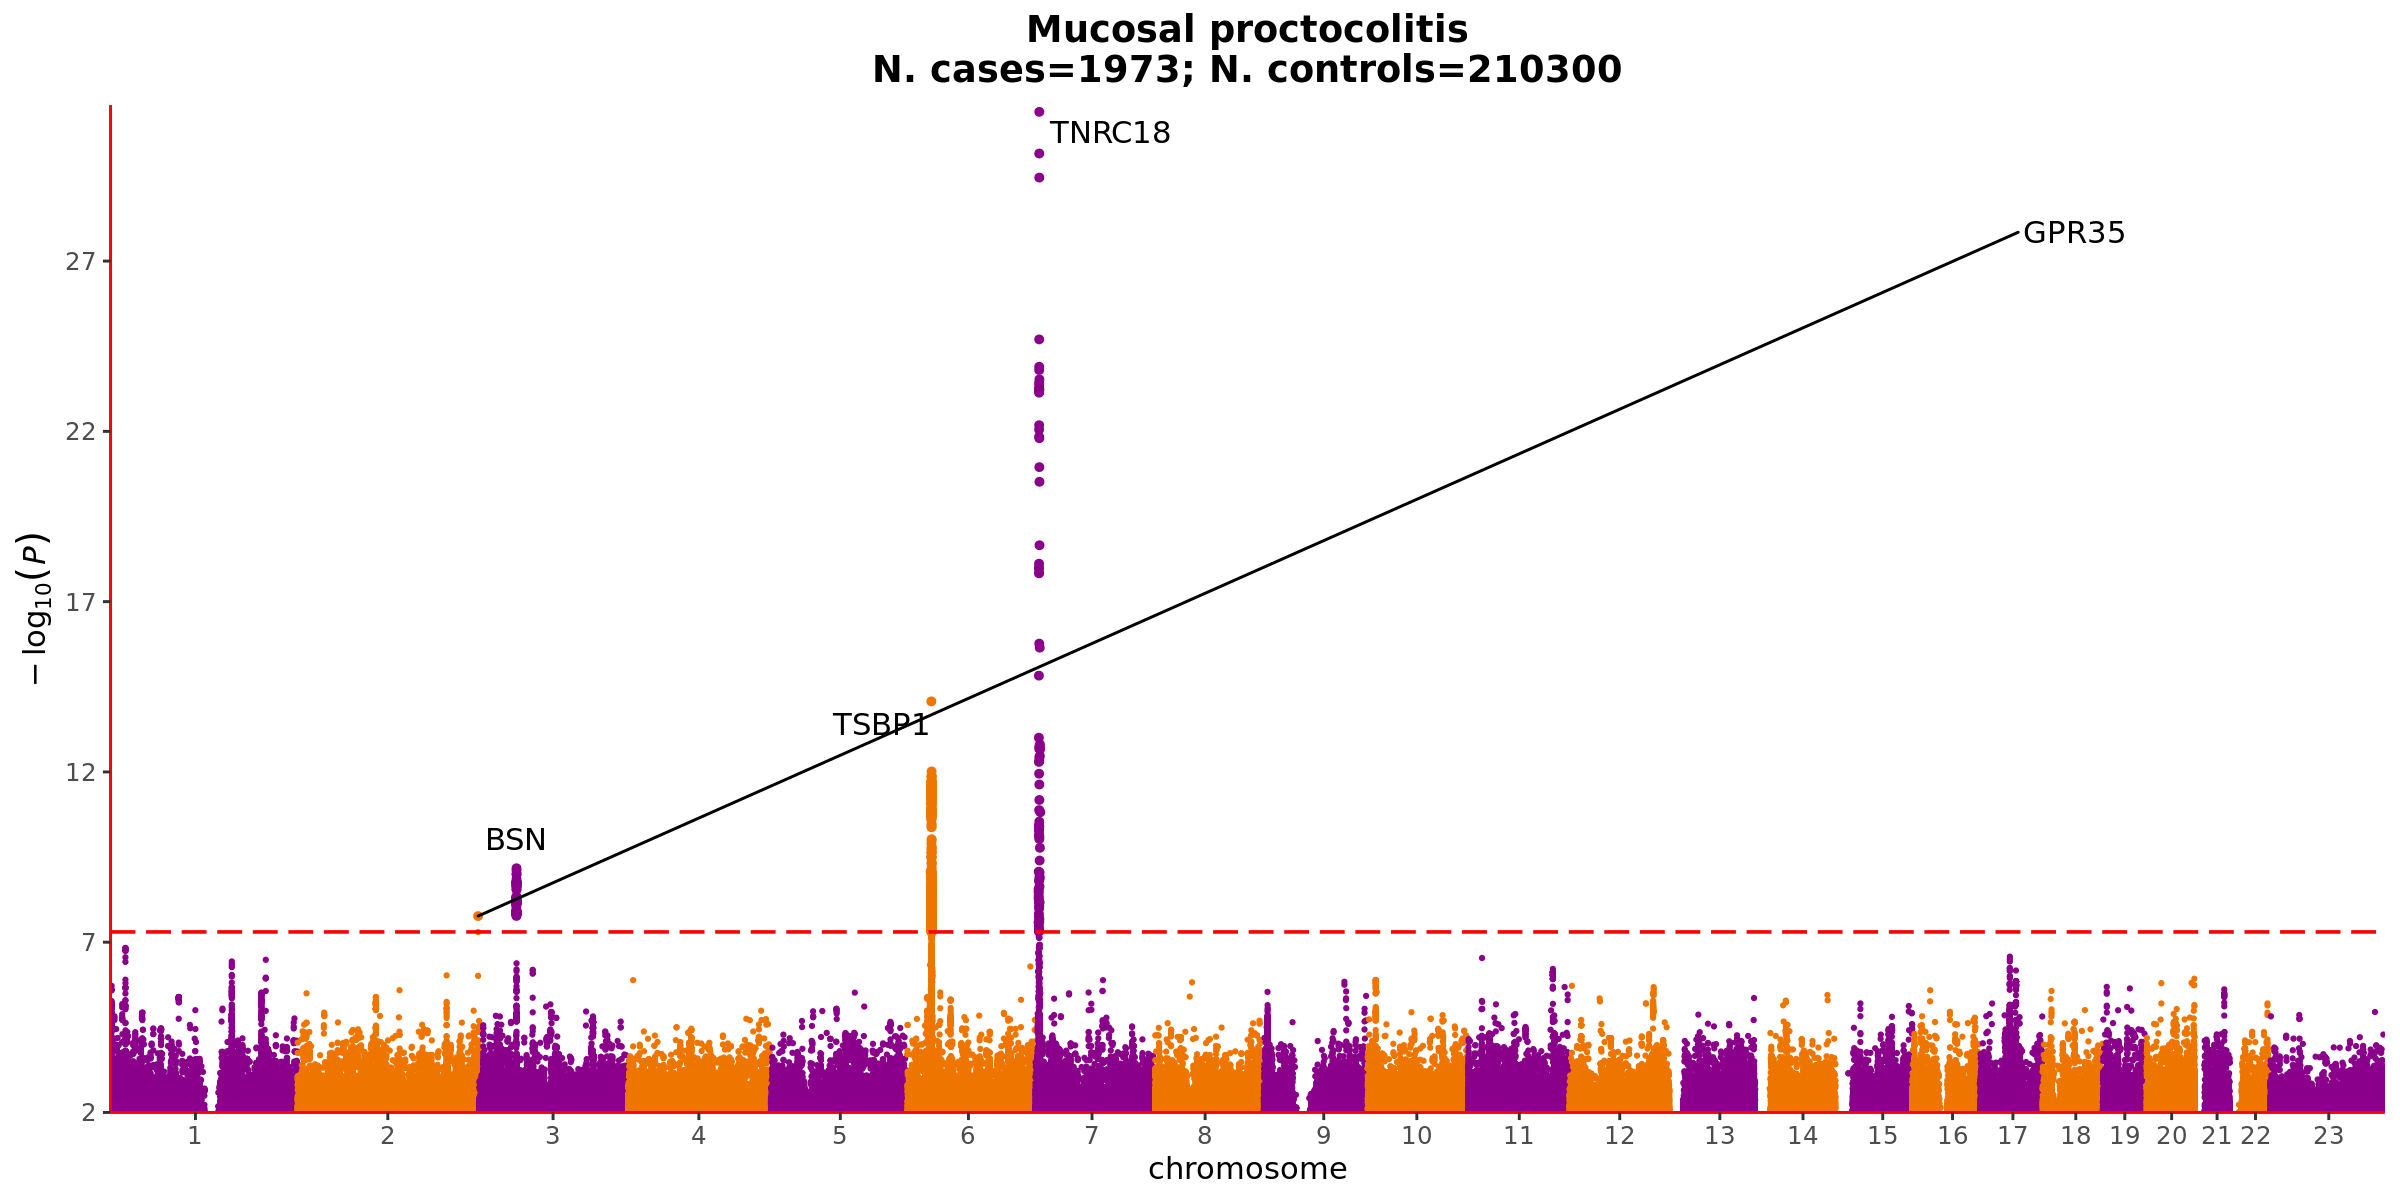 Mucosal proctocolitis
N. cases=1973; N. controls=210300
TNRC18
GPR35
TSBP1
BSN
27
22
17
12
7
2
−log10(P)
1 2 3 4 5 6 7 8 9 10 11 12 13 14 15 16 17 18 19 20 21 22 23
chromosome